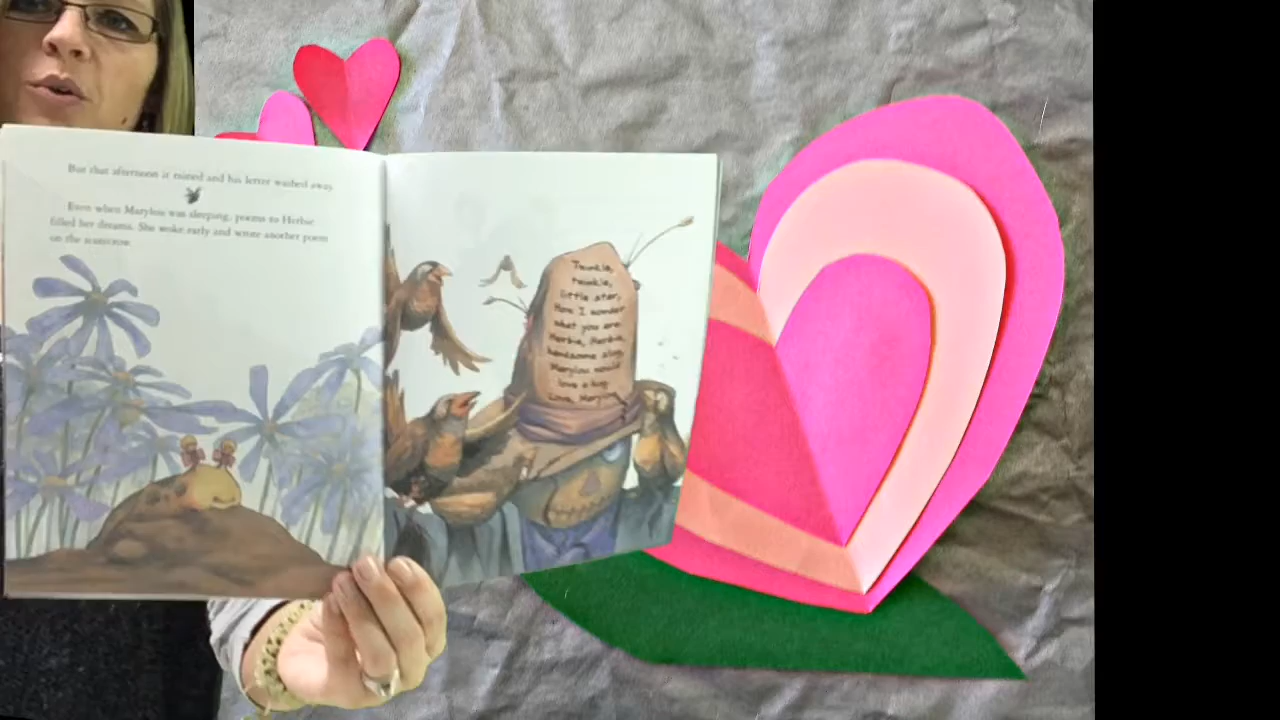 But that afternoon it rained and his letter washed away.
Even when Marylou was sleeping, poems to Herbie
filled her dreams. She woke early and wrote another poem
on the scarecrow.
Twinkle,
twinkle,
little star,
How I wonder
what you are.
Herbie, Herbie,
handsome slug,
Marylou would
love a hug.
Love, Marylou